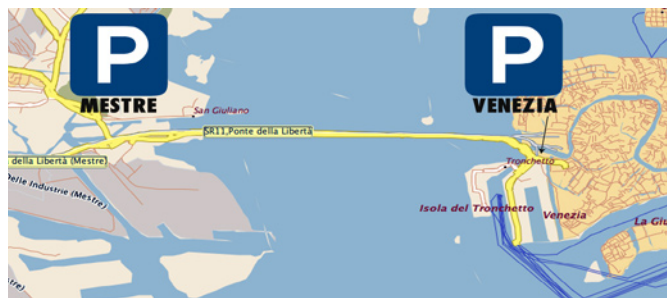 P
MESTRE
P
VENEZIA
San Giuliano
SR11,Ponte della Libertà
della Libertà (Mestre)
Delle Industrie (Mestre)
Tronchetto
Isola del Tronchetto
Venezia
La Giu